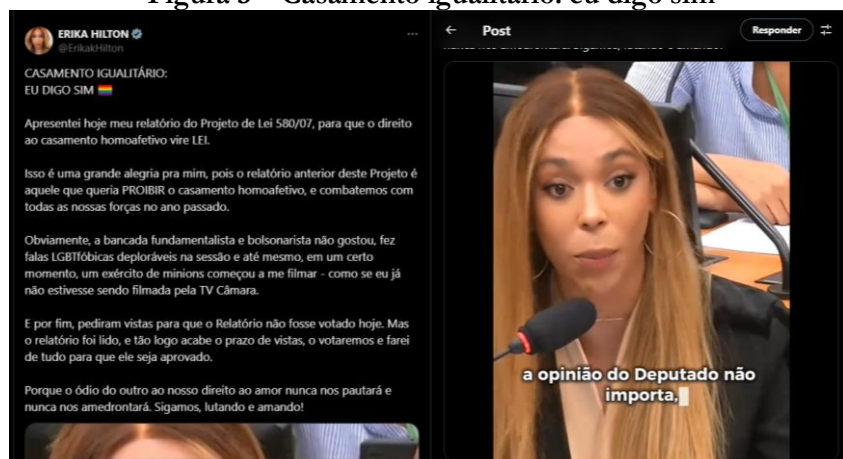 Figura 3 – Casamento igualitário: eu digo sim
ERIKA HILTON
@ErikakHilton
CASAMENTO IGUALITÁRIO:
EU DIGO SIM
Apresentei hoje meu relatório do Projeto de Lei 580/07, para que o direito
ao casamento homoafetivo vire LEI.
Isso é uma grande alegria pra mim, pois o relatório anterior deste Projeto é
aquele que queria PROIBIR o casamento homoafetivo, e combatemos com
todas as nossas forças no ano passado.
Obviamente, a bancada fundamentalista e bolsonarista não gostou, fez
falas LGBTfóbicas deploráveis na sessão e até mesmo, em um certo
momento, um exército de minions começou a me filmar - como se eu já
não estivesse sendo filmada pela TV Câmara.
E por fim, pediram vistas para que o Relatório não fosse votado hoje. Mas
o relatório foi lido, e tão logo acabe o prazo de vistas, o votaremos e farei
de tudo para que ele seja aprovado.
Porque o ódio do outro ao nosso direito ao amor nunca nos pautará e
nunca nos amedrontará. Sigamos, lutando e amando!
Post
Responder
nunca nos amedrontará. Sigamos, lutando e amando!
a opinião do Deputado não
importa,